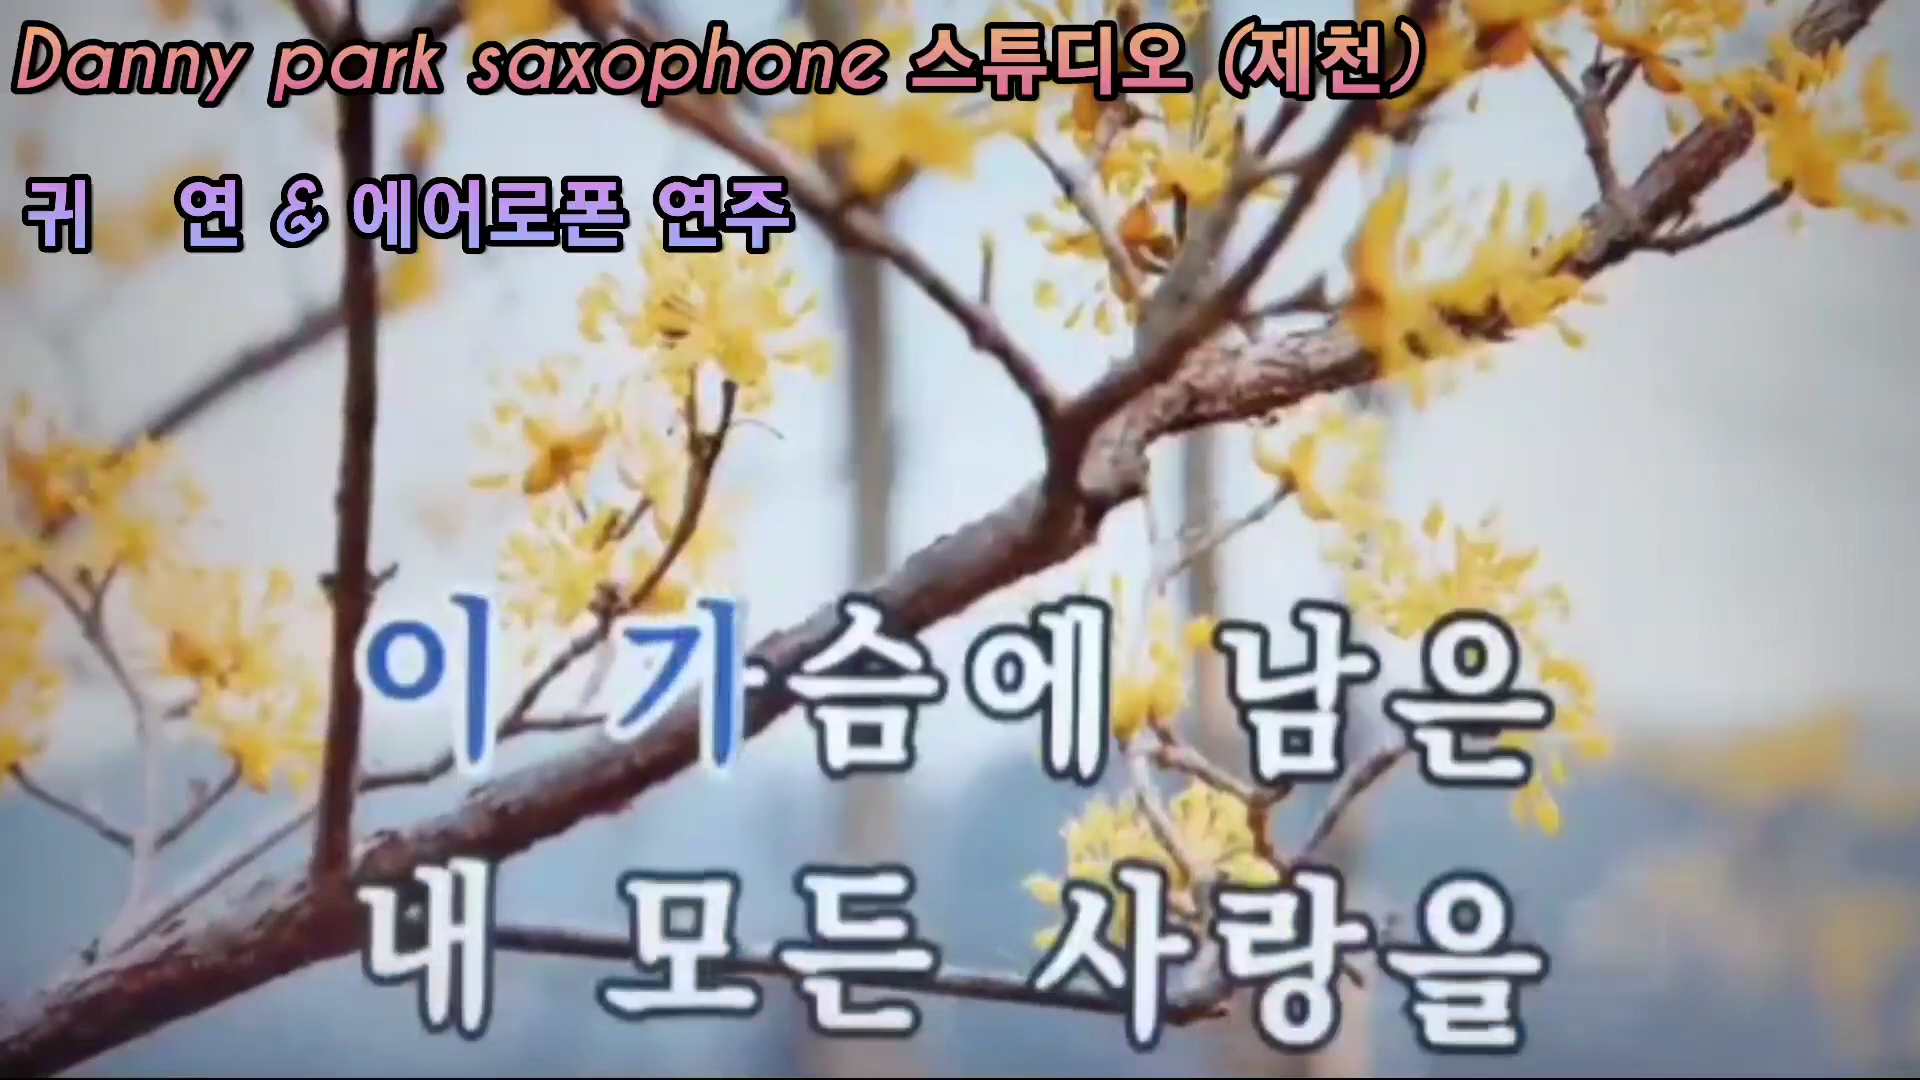 Danny park saxophone 스튜디오 (제천)
귀 연 & 에어로폰 연주
이 가슴에 남은
내 모든 사랑을